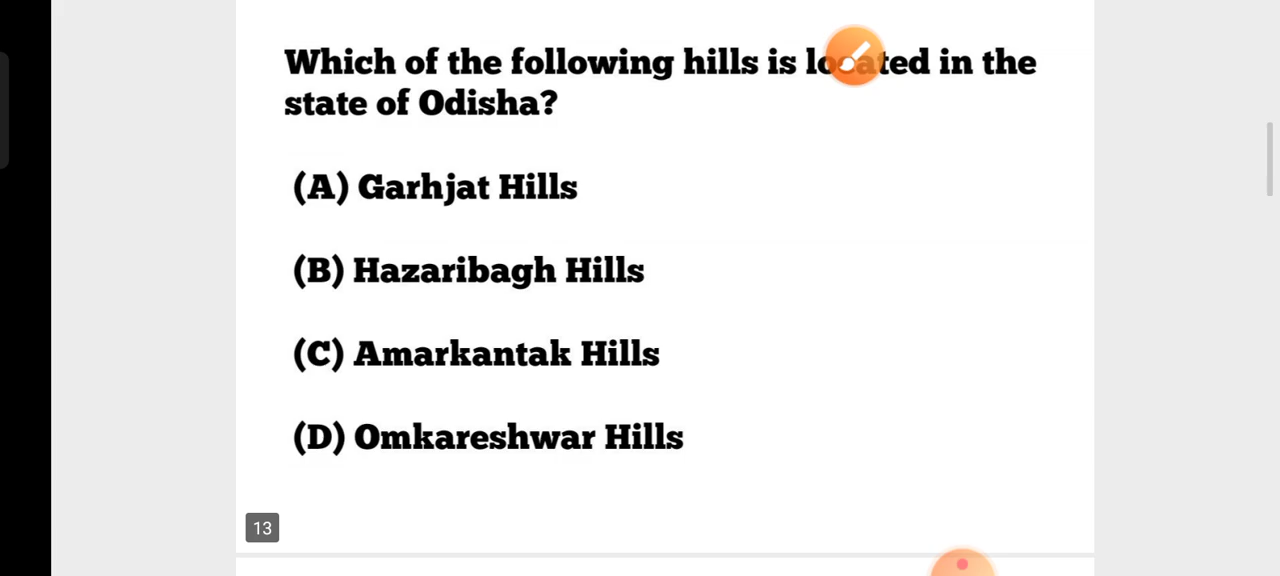 Which of the following hills is located in the
state of Odisha?
(A) Garhjat Hills
(B) Hazaribagh Hills
(C) Amarkantak Hills
(D) Omkareshwar Hills
13